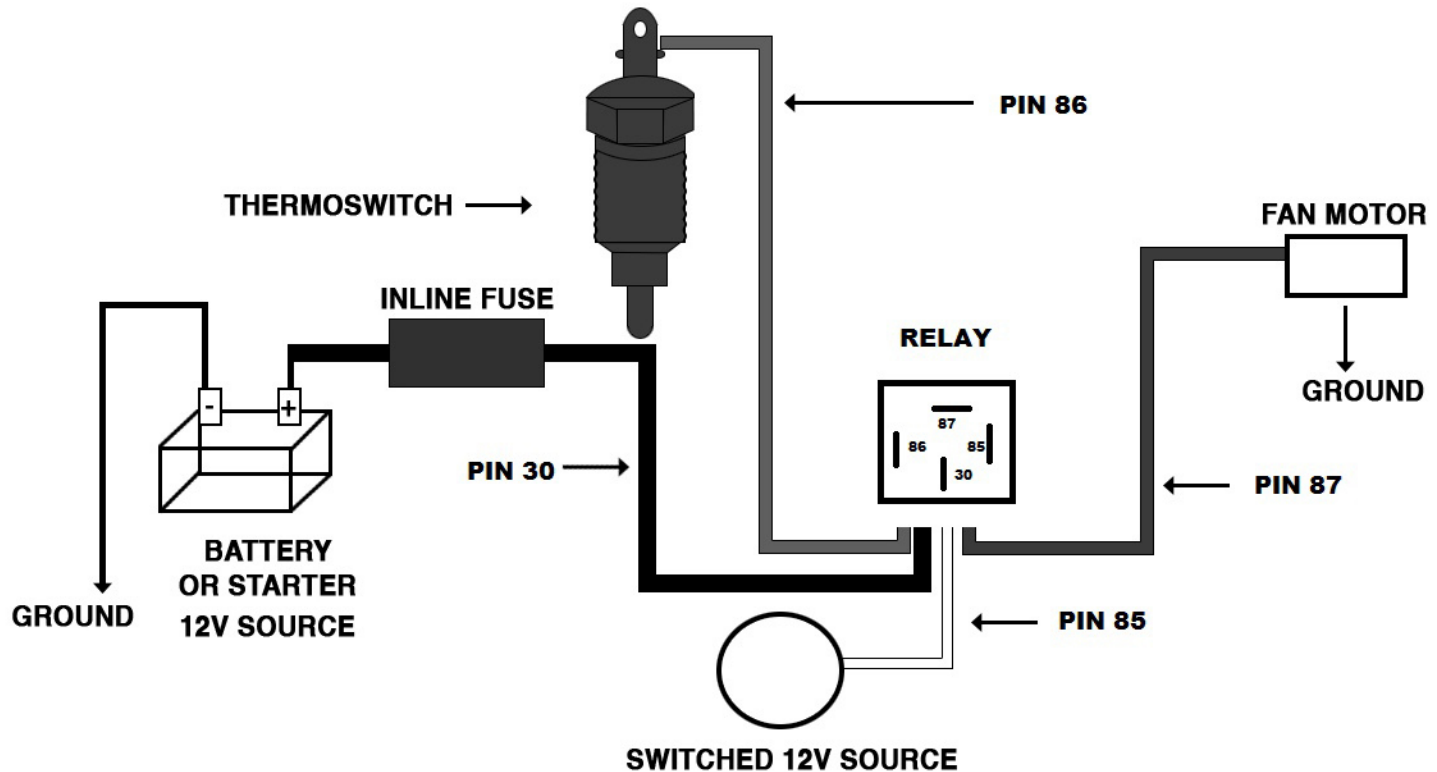 PIN 86
THERMOSWITCH
FAN MOTOR
INLINE FUSE
RELAY
GROUND
- +
87
86 85
30
PIN 30
PIN 87
BATTERY
OR STARTER
12V SOURCE
GROUND
PIN 85
SWITCHED 12V SOURCE